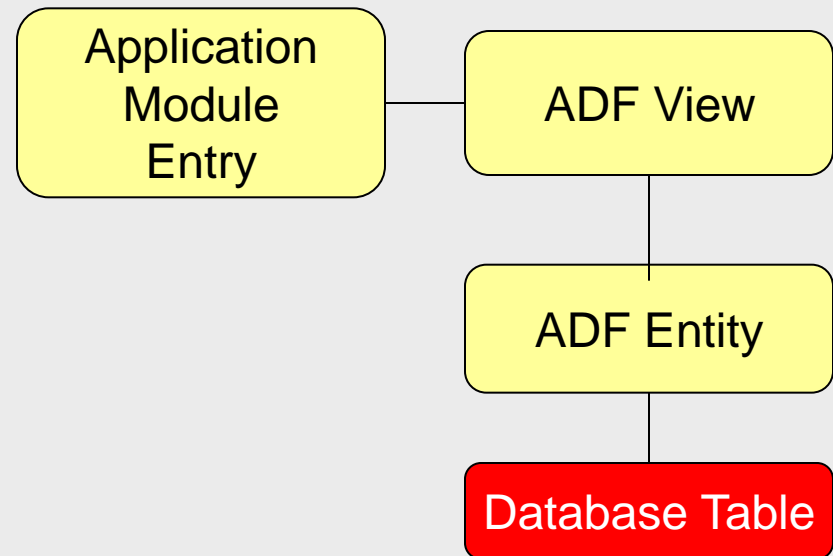 Application
Module
Entry
ADF View
ADF Entity
Database Table